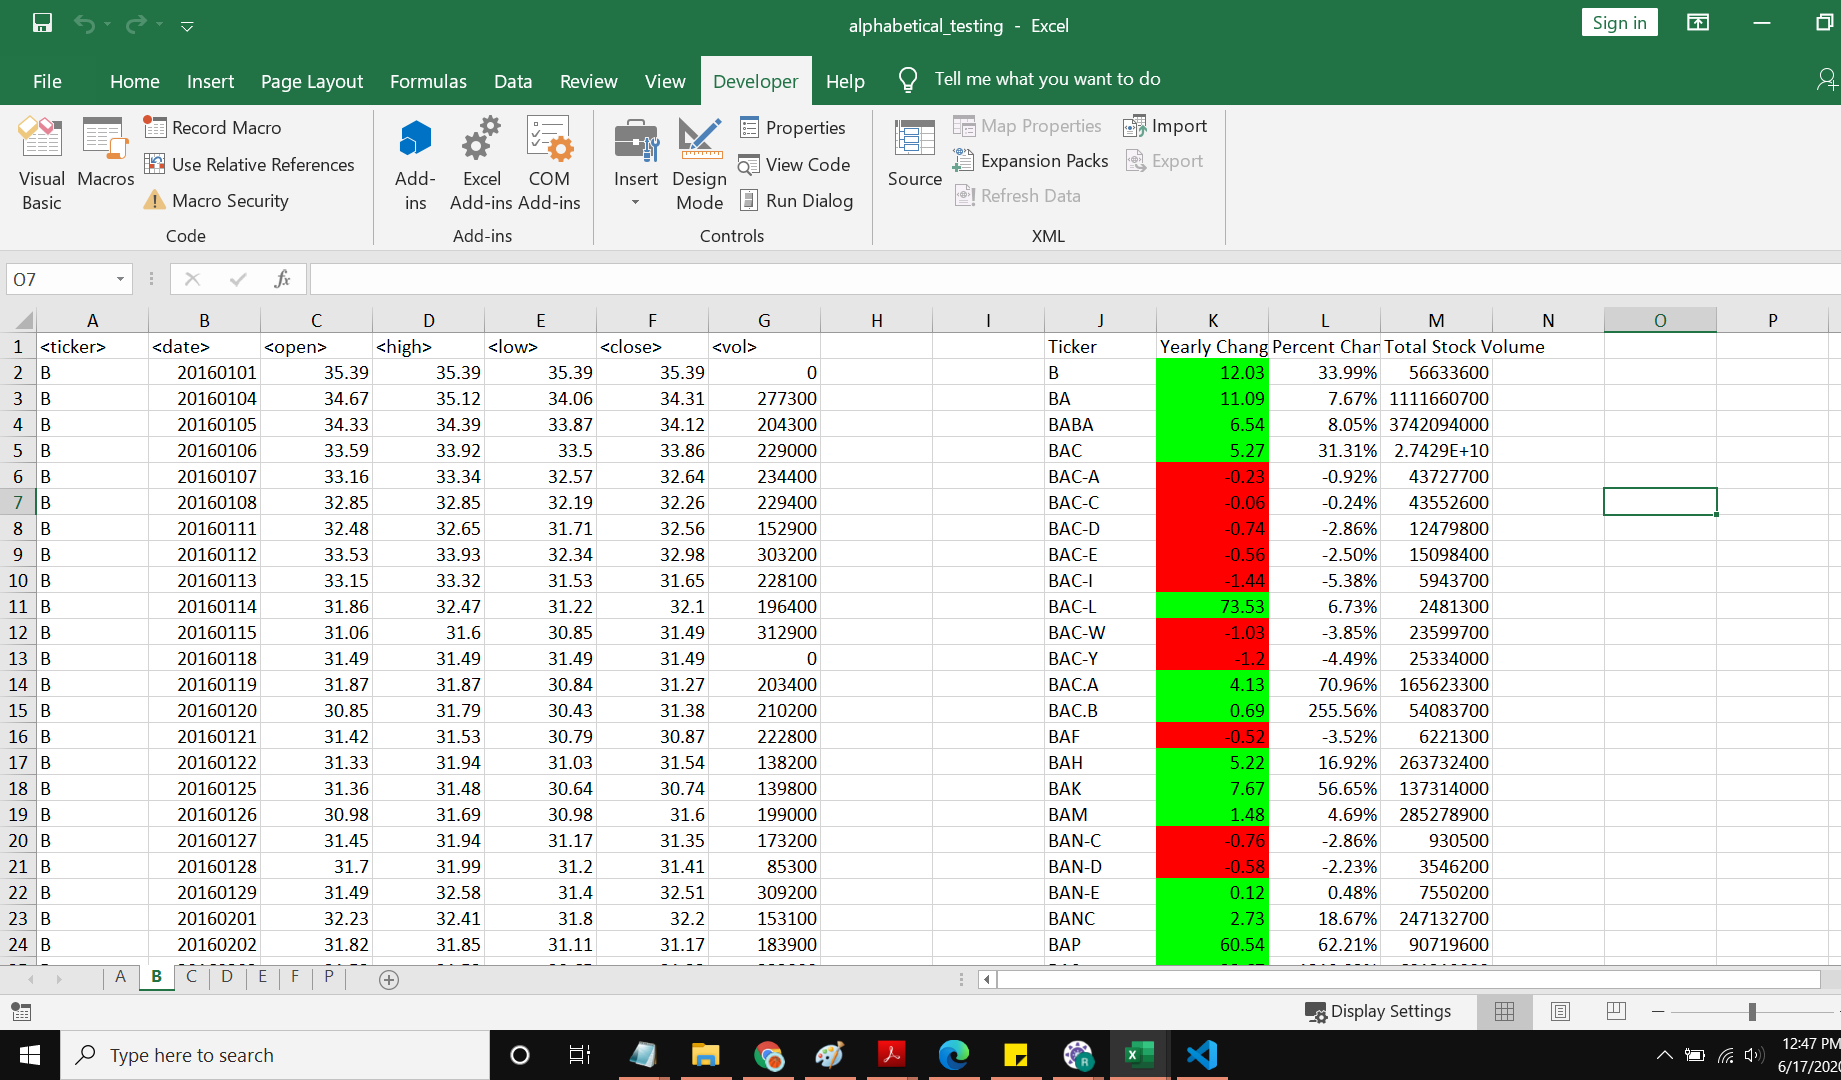 alphabetical_testing - Excel
Sign in
File Home Insert Page Layout Formulas Data Review View Developer Help Tell me what you want to do
Visual Basic
Macros
Record Macro
Use Relative References
Macro Security
Code
Add-ins
Excel Add-ins
COM Add-ins
Add-ins
Insert
Design Mode
Properties
View Code
Run Dialog
Controls
Source
Map Properties
Expansion Packs
Refresh Data
Import
Export
XML
O7
fx
A B C D E F G H I J K L M N O P
1 <ticker> <date> <open> <high> <low> <close> <vol> Ticker Yearly Chang Percent Chan Total Stock Volume
2 B 20160101 35.39 35.39 35.39 35.39 0 B 12.03 33.99% 56633600
3 B 20160104 34.67 35.12 34.06 34.31 277300 BA 11.09 7.67% 1111660700
4 B 20160105 34.33 34.39 33.87 34.12 204300 BABA 6.54 8.05% 3742094000
5 B 20160106 33.59 33.92 33.5 33.86 229000 BAC 5.27 31.31% 2.7429E+10
6 B 20160107 33.16 33.34 32.57 32.64 234400 BAC-A -0.23 -0.92% 43727700
7 B 20160108 32.85 32.85 32.19 32.26 229400 BAC-C -0.06 -0.24% 43552600
8 B 20160111 32.48 32.65 31.71 32.56 152900 BAC-D -0.74 -2.86% 12479800
9 B 20160112 33.53 33.93 32.34 32.98 303200 BAC-E -0.56 -2.50% 15098400
10 B 20160113 33.15 33.32 31.53 31.65 228100 BAC-I -1.44 -5.38% 5943700
11 B 20160114 31.86 32.47 31.22 32.1 196400 BAC-L 73.53 6.73% 2481300
12 B 20160115 31.06 31.6 30.85 31.49 312900 BAC-W -1.03 -3.85% 23599700
13 B 20160118 31.49 31.49 31.49 31.49 0 BAC-Y -1.2 -4.49% 25334000
14 B 20160119 31.87 31.87 30.84 31.27 203400 BAC.A 4.13 70.96% 165623300
15 B 20160120 30.85 31.79 30.43 31.38 210200 BAC.B 0.69 255.56% 54083700
16 B 20160121 31.42 31.53 30.79 30.87 222800 BAF -0.52 -3.52% 6221300
17 B 20160122 31.33 31.94 31.03 31.54 138200 BAH 5.22 16.92% 263732400
18 B 20160125 31.36 31.48 30.64 30.74 139800 BAK 7.67 56.65% 137314000
19 B 20160126 30.98 31.69 30.98 31.6 199000 BAM 1.48 4.69% 285278900
20 B 20160127 31.45 31.94 31.17 31.35 173200 BAN-C -0.76 -2.86% 930500
21 B 20160128 31.7 31.99 31.2 31.41 85300 BAN-D -0.58 -2.23% 3546200
22 B 20160129 31.49 32.58 31.4 32.51 309200 BAN-E 0.12 0.48% 7550200
23 B 20160201 32.23 32.41 31.8 32.2 153100 BANC 2.73 18.67% 247132700
24 B 20160202 31.82 31.85 31.11 31.17 183900 BAP 60.54 62.21% 90719600
A B C D E F P
Display Settings
Type here to search
12:47 PM
6/17/202